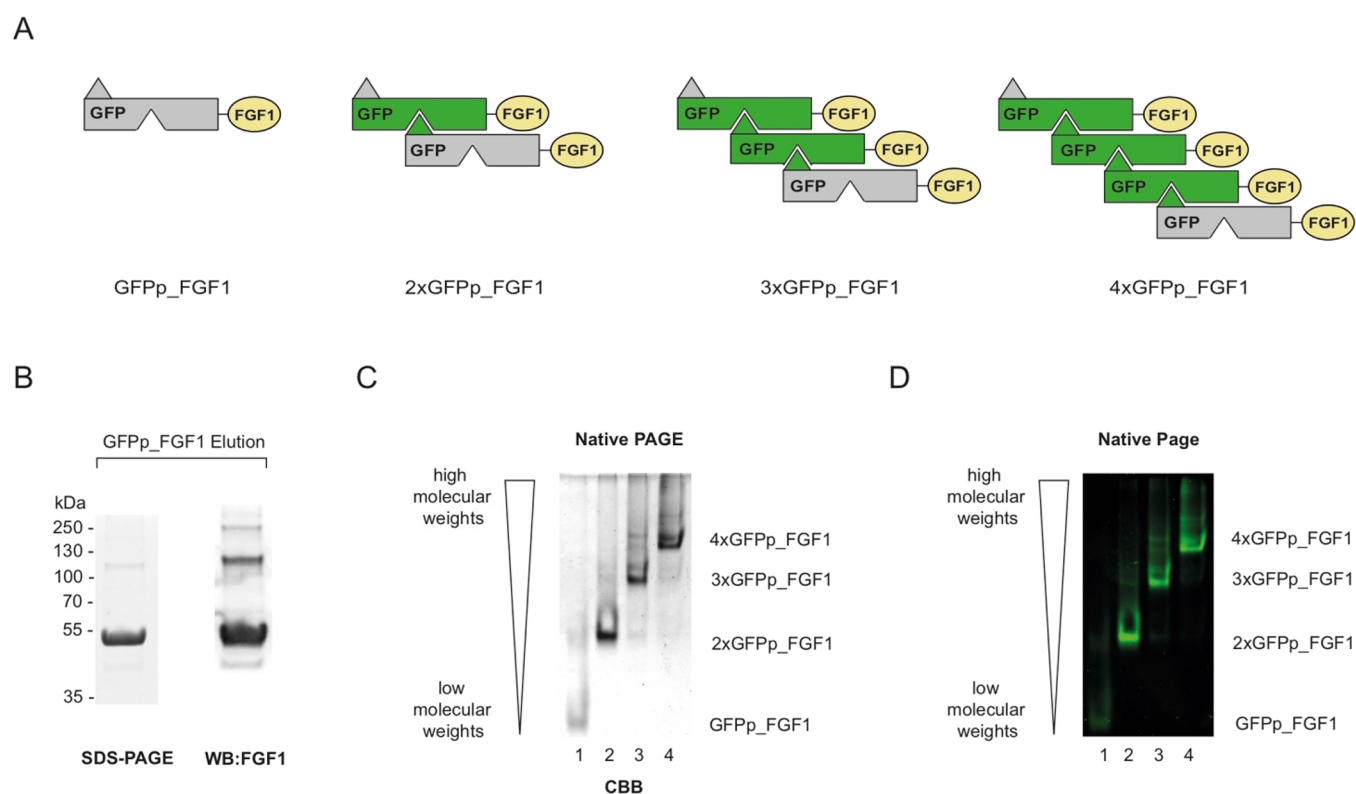 A
GFP FGF1
GFP FGF1
GFP FGF1
GFP FGF1
GFP FGF1
GFP FGF1
GFP FGF1
GFP FGF1
GFP FGF1
GFP FGF1
GFPp_FGF1
2xGFPp_FGF1
3xGFPp_FGF1
4xGFPp_FGF1
B
GFPp_FGF1 Elution
kDa
250 -
130 -
100 -
70 -
55 -
35 -
SDS-PAGE
WB:FGF1
C
Native PAGE
high
molecular
weights
low
molecular
weights
4xGFPp_FGF1
3xGFPp_FGF1
2xGFPp_FGF1
GFPp_FGF1
1 2 3 4
CBB
D
Native Page
high
molecular
weights
low
molecular
weights
4xGFPp_FGF1
3xGFPp_FGF1
2xGFPp_FGF1
GFPp_FGF1
1 2 3 4